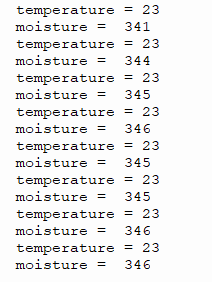 temperature = 23
moisture =  341
temperature = 23
moisture =  344
temperature = 23
moisture =  345
temperature = 23
moisture =  346
temperature = 23
moisture =  345
temperature = 23
moisture =  345
temperature = 23
moisture =  346
temperature = 23
moisture =  346